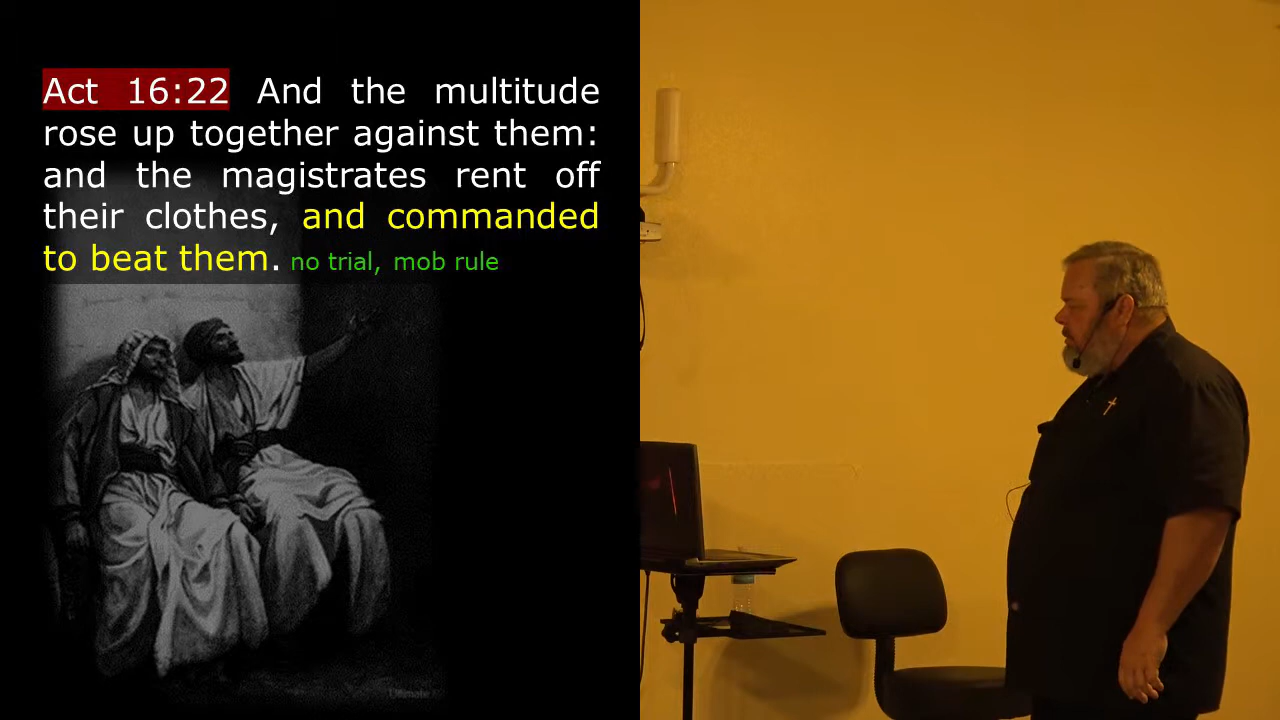 Act 16:22 And the multitude
rose up together against them:
and the magistrates rent off
their clothes, and commanded
to beat them. no trial, mob rule